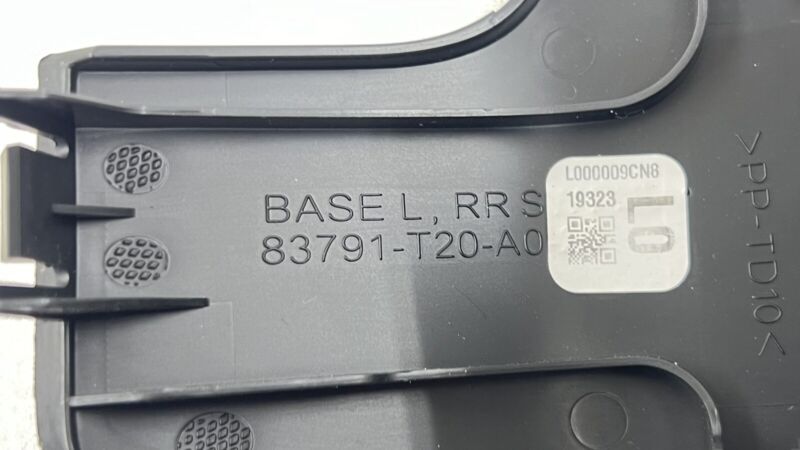 BASE L, RR S
83791-T20-A0
L000009CN8
19323
L0
>PP-TD10<